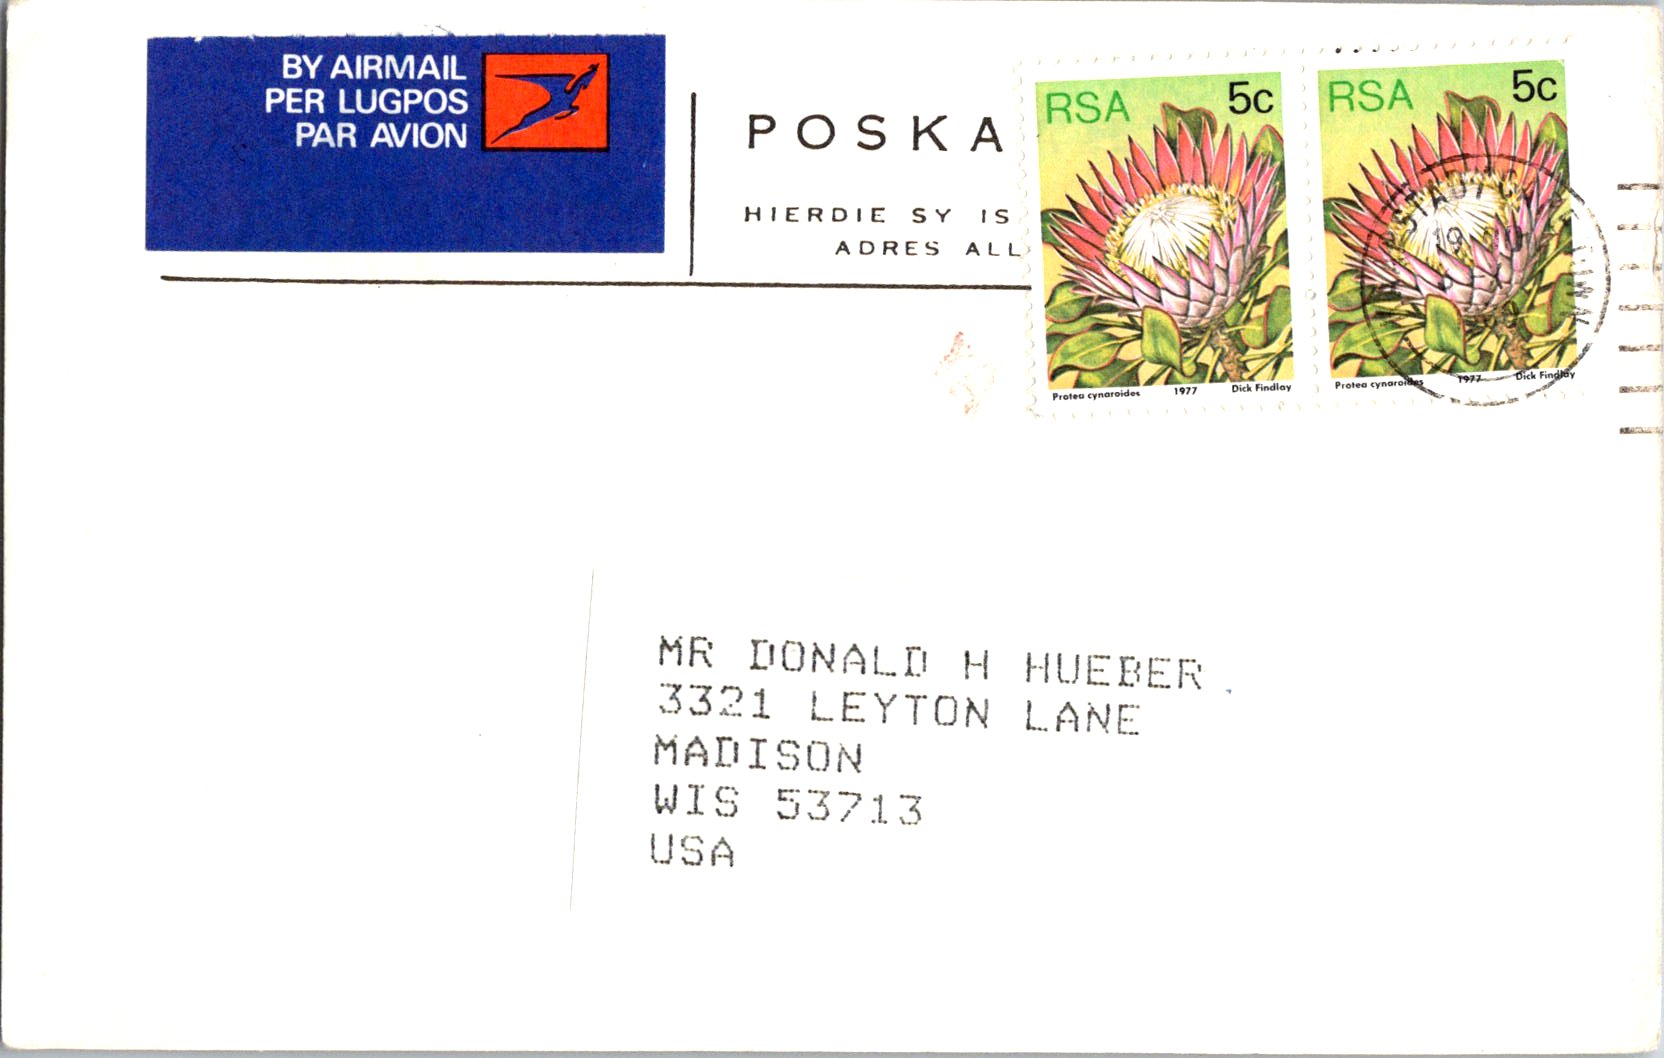 BY AIRMAIL
PER LUGPOS
PAR AVION
POSKA
HIERDIE SY IS
ADRES ALL
RSA 5c
Protea cynaroides 1977 Dick Findlay
RSA 5c
Protea cynaroides 1977 Dick Findlay
MR DONALD H HUEBER
3321 LEYTON LANE
MADISON
WIS 53713
USA